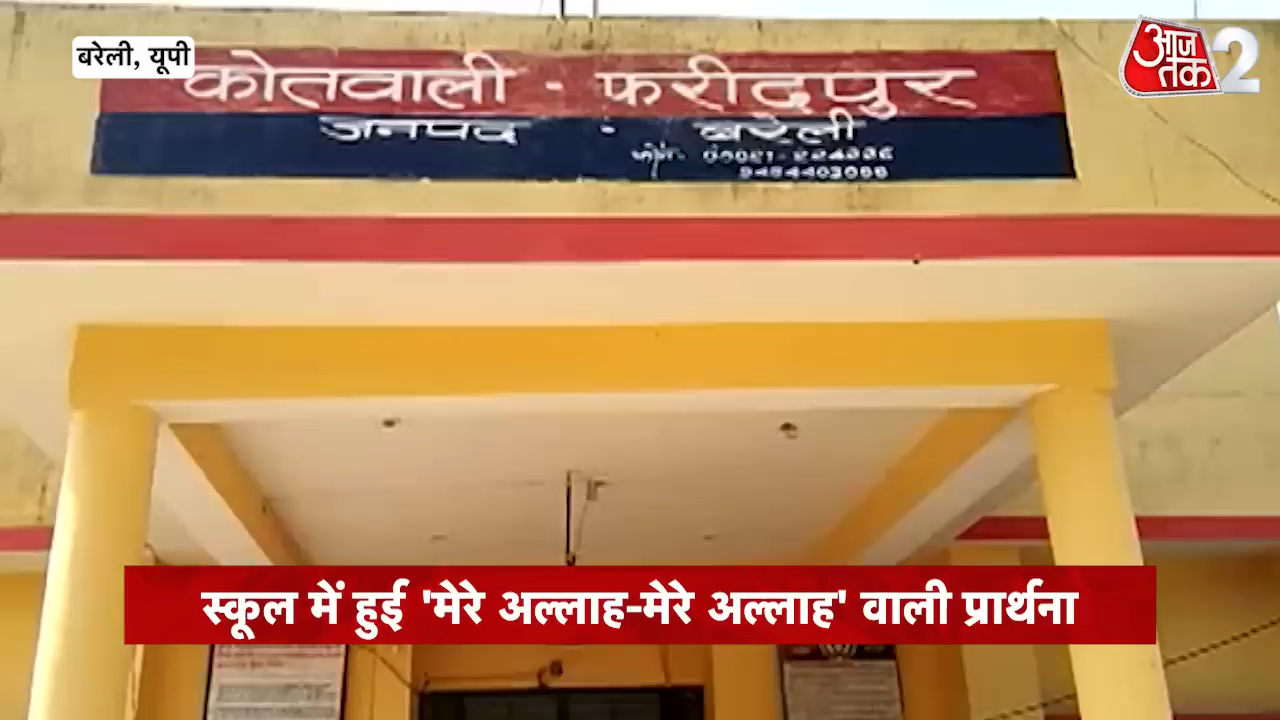 बरेली, यूपी
आज तक 2
कोतवाली - फरीदपुर
जनपद - बरेली
स्कूल में हुई 'मेरे अल्लाह-मेरे अल्लाह' वाली प्रार्थना